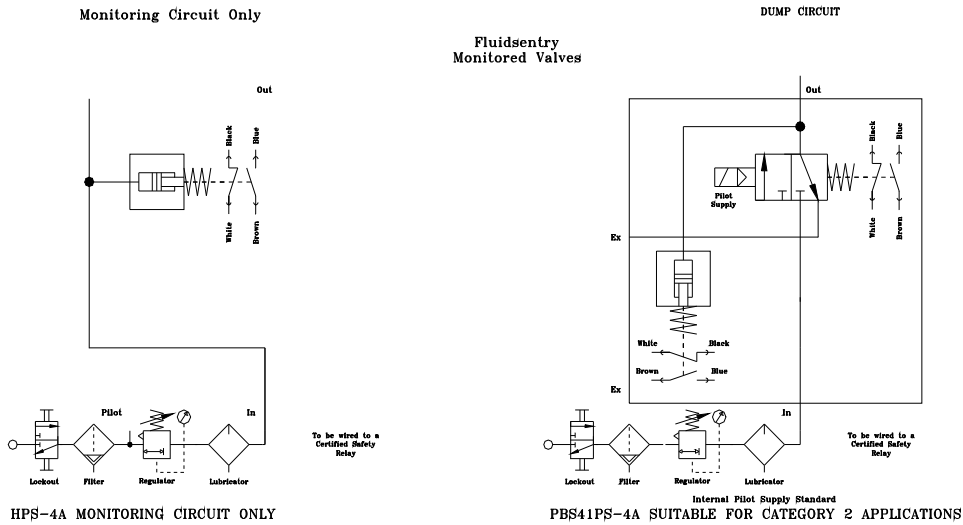 Monitoring Circuit Only
DUMP CIRCUIT
Fluidsentry
Monitored Valves
Out
Black
Blue
White
Brown
Pilot
In
Lockout
Filter
Regulator
Lubricator
To be wired to a
Certified Safety
Relay
HPS-4A MONITORING CIRCUIT ONLY
Out
Black
Blue
Pilot
Supply
White
Brown
Ex
White
Black
Brown
Blue
Ex
In
Lockout
Filter
Regulator
Lubricator
To be wired to a
Certified Safety
Relay
Internal Pilot Supply Standard
PBS41PS-4A SUITABLE FOR CATEGORY 2 APPLICATIONS